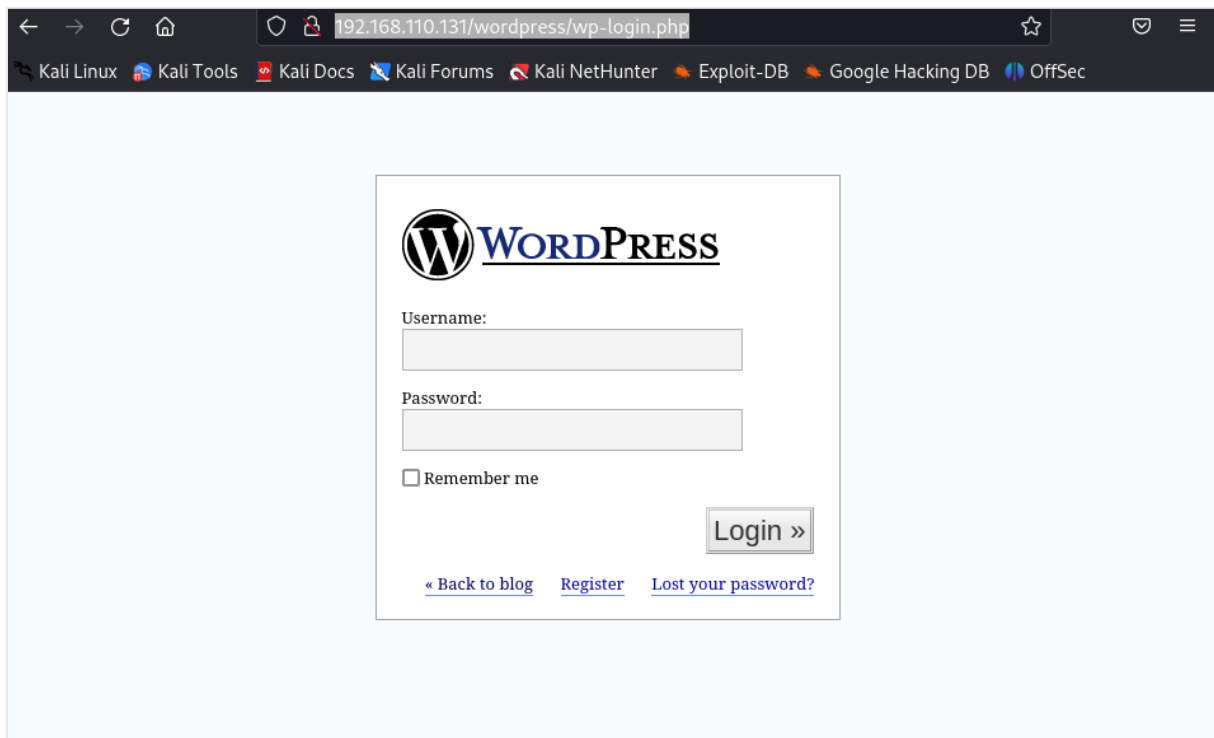 192.168.110.131/wordpress/wp-login.php
Kali Linux Kali Tools Kali Docs Kali Forums Kali NetHunter Exploit-DB Google Hacking DB OffSec
WORDPRESS
Username:
Password:
Remember me
Login »
« Back to blog Register Lost your password?